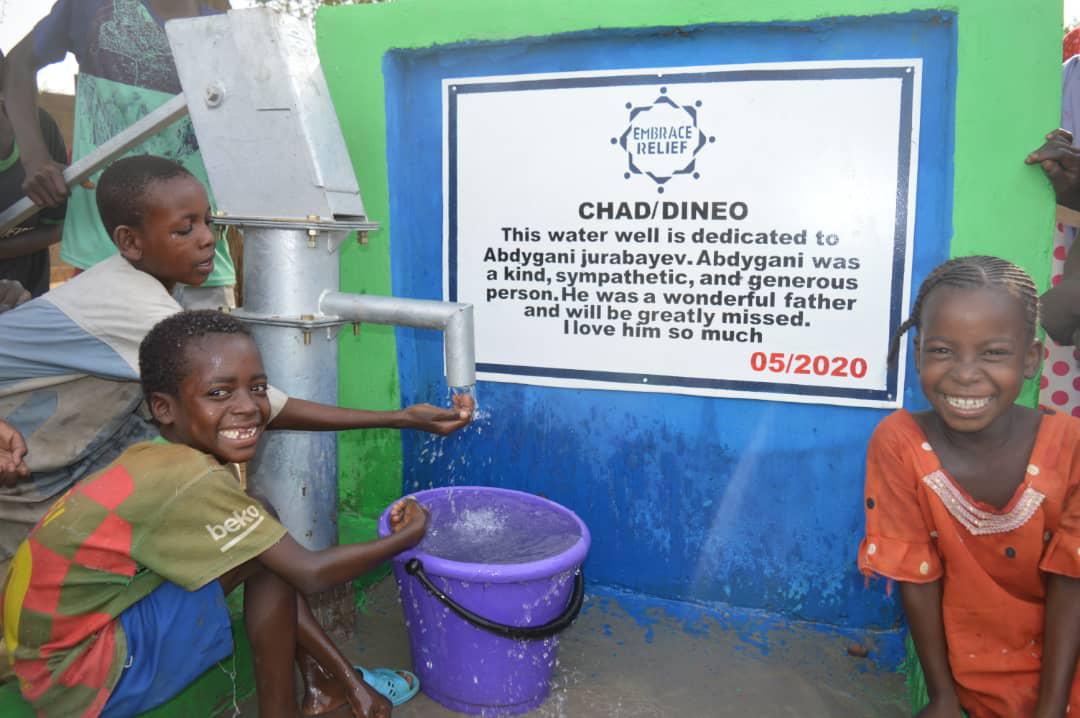 EMBRACE
RELIEF
CHAD/DINEO
This water well is dedicated to
Abdygani jurabayev. Abdygani was
a kind, sympathetic, and generous
person. He was a wonderful father
and will be greatly missed.
I love him so much
05/2020
beko